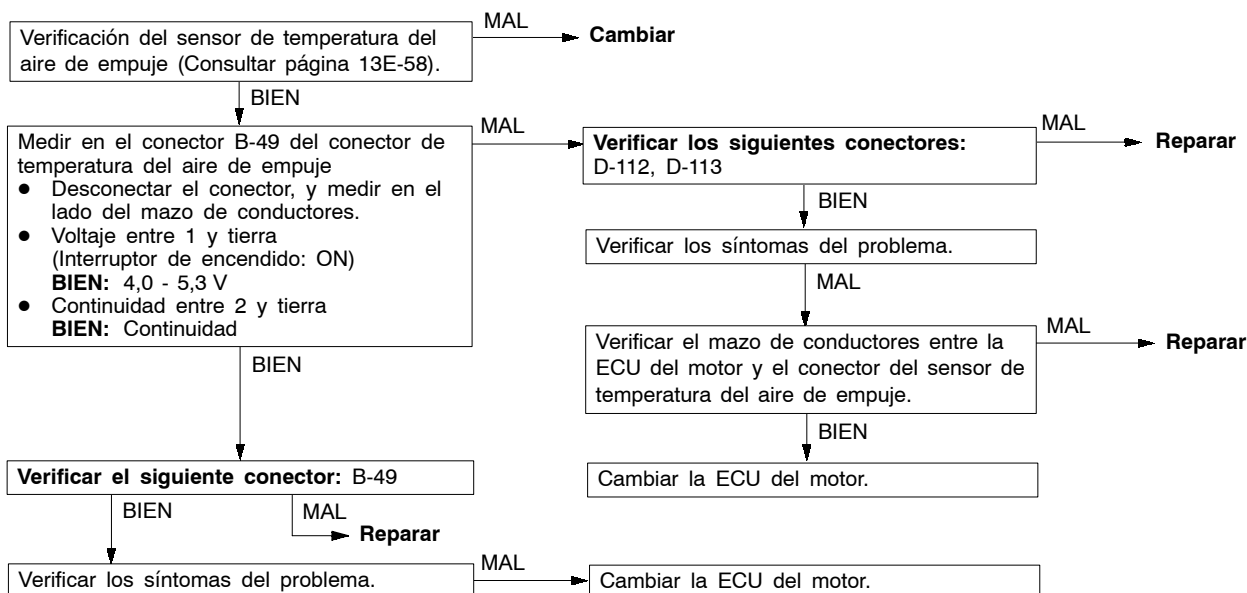 Verificación del sensor de temperatura del
aire de empuje (Consultar página 13E-58).
MAL
Cambiar
BIEN
Medir en el conector B-49 del conector de
temperatura del aire de empuje
● Desconectar el conector, y medir en el
lado del mazo de conductores.
● Voltaje entre 1 y tierra
(Interruptor de encendido: ON)
BIEN: 4,0 - 5,3 V
● Continuidad entre 2 y tierra
BIEN: Continuidad
MAL
Verificar los siguientes conectores:
D-112, D-113
MAL
Reparar
BIEN
Verificar los síntomas del problema.
MAL
Verificar el mazo de conductores entre la
ECU del motor y el conector del sensor de
temperatura del aire de empuje.
MAL
Reparar
BIEN
Cambiar la ECU del motor.
BIEN
Verificar el siguiente conector: B-49
BIEN
MAL
Reparar
Verificar los síntomas del problema.
MAL
Cambiar la ECU del motor.